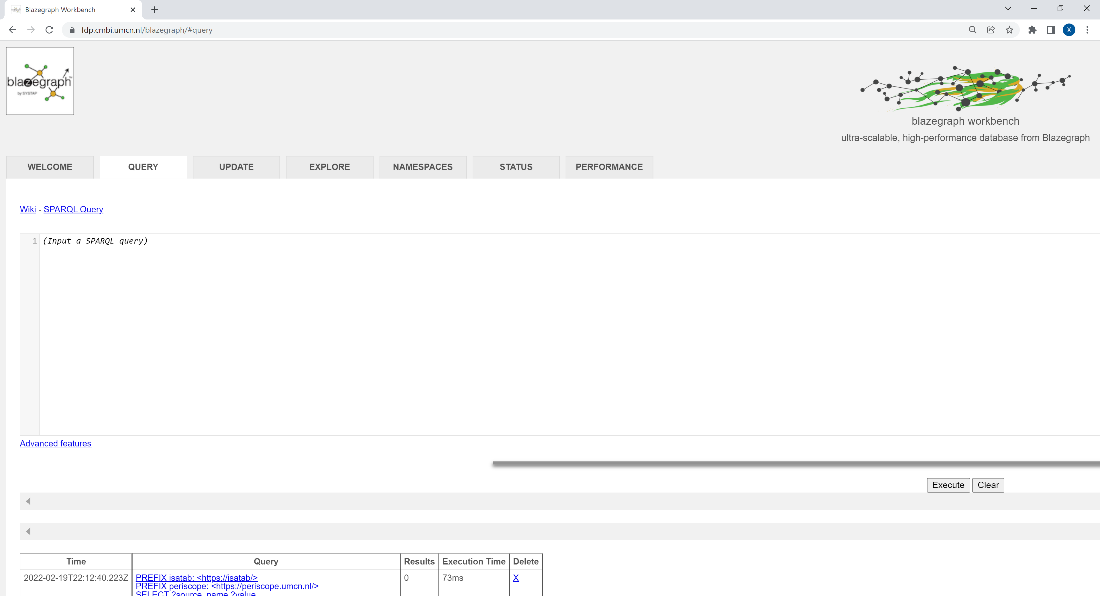 Blazegraph Workbench
fdp.cmbi.umcn.nl/blazegraph/#query
X
blazegraph
by SYSTAP
blazegraph workbench
ultra-scalable, high-performance database from Blazegraph
WELCOME QUERY UPDATE EXPLORE NAMESPACES STATUS PERFORMANCE
Wiki - SPARQL Query
1 (Input a SPARQL query)
Advanced features
Execute Clear
Time Query Results Execution Time Delete
2022-02-19T22:12:40.223Z PREFIX isatab: <https://isatab/> 0 73ms X
PREFIX periscope: <https://periscope.umcn.nl/>
SELECT ?source_name ?value